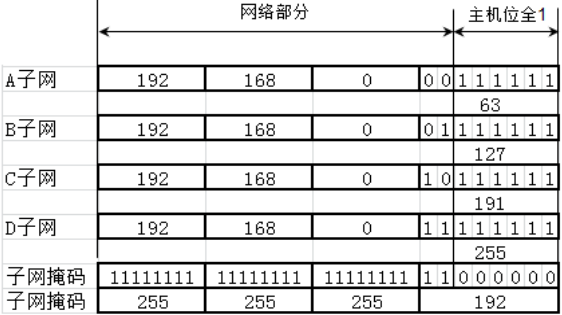 网络部分 主机位全1
A子网 192 168 0 0 0 1 1 1 1 1 1
63
B子网 192 168 0 0 1 1 1 1 1 1 1
127
C子网 192 168 0 1 0 1 1 1 1 1 1
191
D子网 192 168 0 1 1 1 1 1 1 1 1
255
子网掩码 11111111 11111111 11111111 1 1 0 0 0 0 0 0
子网掩码 255 255 255 192